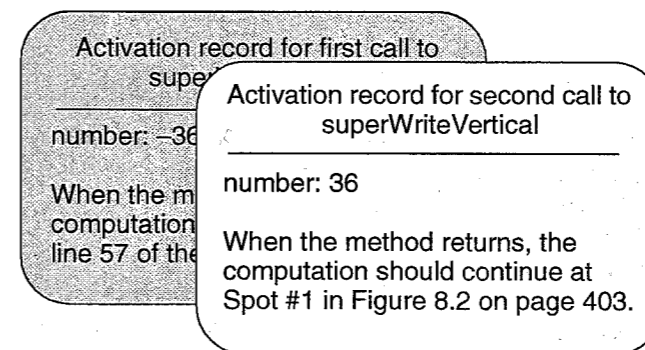 Activation record for first call to
number: –36
When the m
computation
line 57 of the
Activation record for second call to
superWriteVertical
number: 36
When the method returns, the
computation should continue at
Spot #1 in Figure 8.2 on page 403.